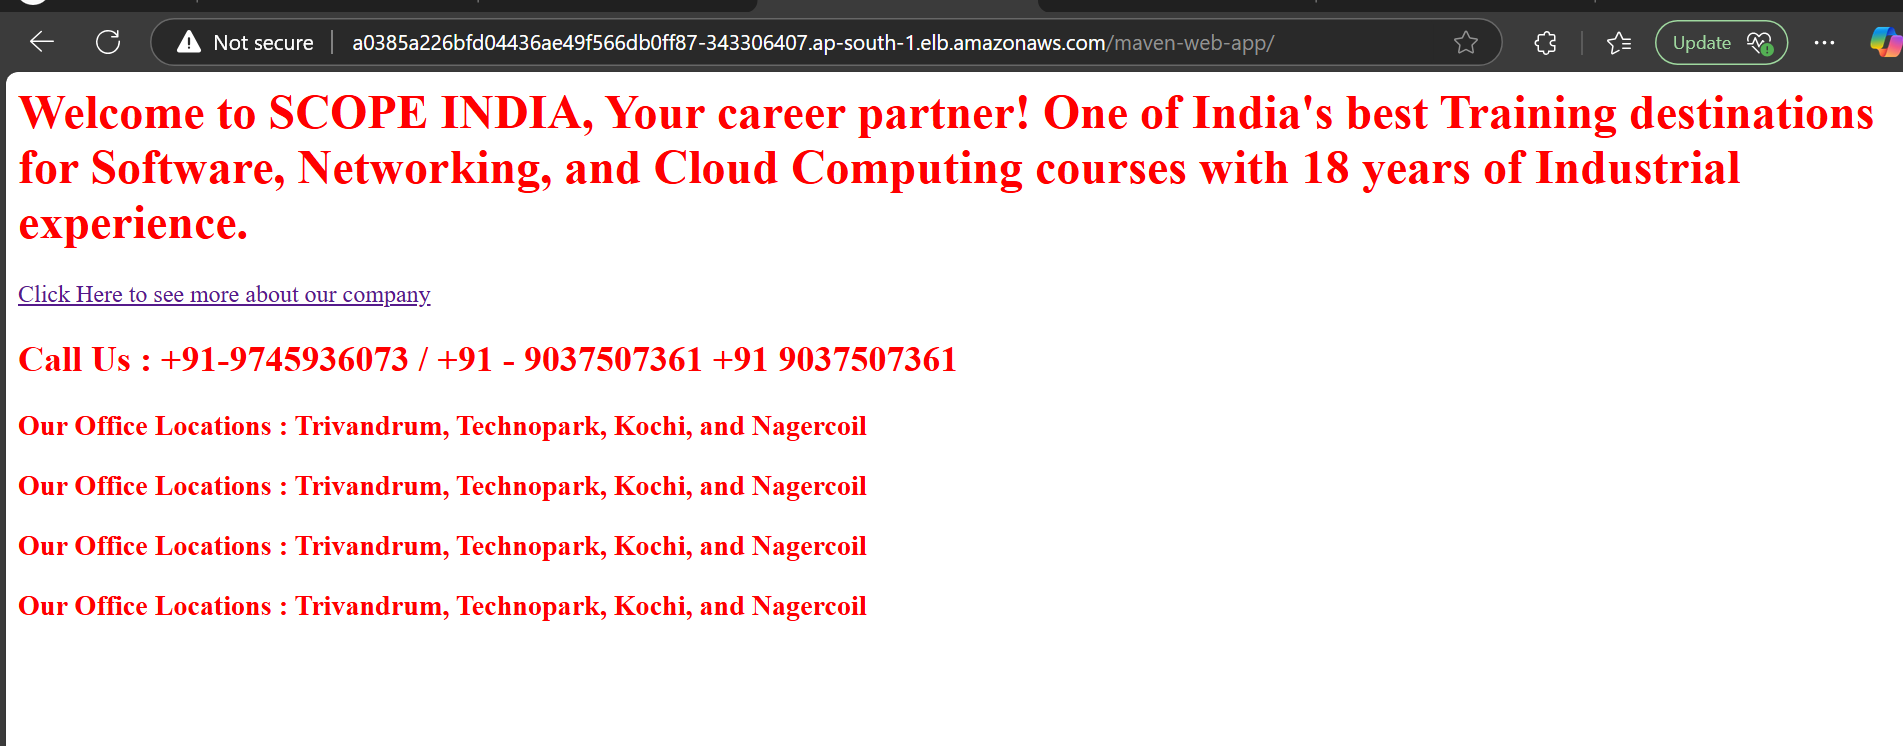 Not secure
a0385a226bfd04436ae49f566db0ff87-343306407.ap-south-1.elb.amazonaws.com/maven-web-app/
Update
Welcome to SCOPE INDIA, Your career partner! One of India's best Training destinations
for Software, Networking, and Cloud Computing courses with 18 years of Industrial
experience.
Click Here to see more about our company
Call Us : +91-9745936073 / +91 - 9037507361 +91 9037507361
Our Office Locations : Trivandrum, Technopark, Kochi, and Nagercoil
Our Office Locations : Trivandrum, Technopark, Kochi, and Nagercoil
Our Office Locations : Trivandrum, Technopark, Kochi, and Nagercoil
Our Office Locations : Trivandrum, Technopark, Kochi, and Nagercoil